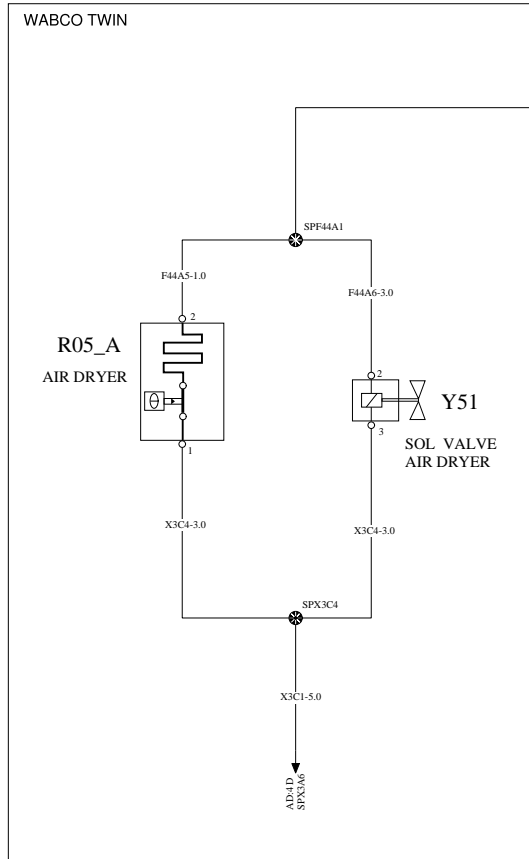 WABCO TWIN
SPF44A1
F44A5-1.0
F44A6-3.0
2
R05_A
AIR DRYER
1
2
Y51
3
SOL VALVE
AIR DRYER
X3C4-3.0
X3C4-3.0
SPX3C4
X3C1-5.0
AD:4 D
SPX3A6